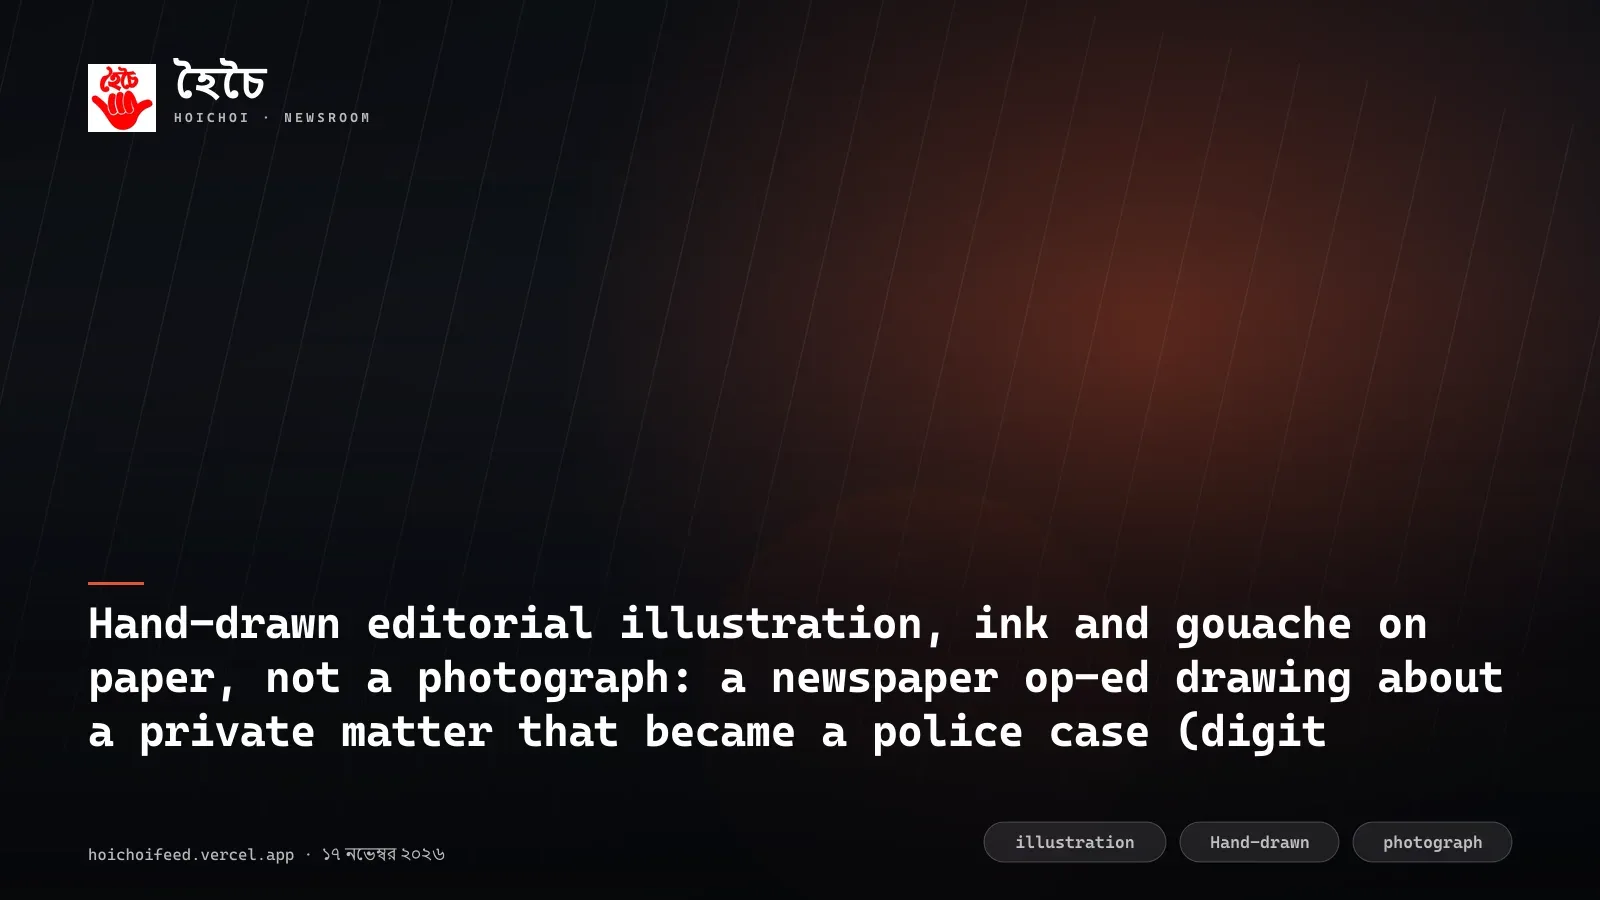 হৈচৈ
হৈচৈ
HOICHOI · NEWSROOM
Hand-drawn editorial illustration, ink and gouache on
paper, not a photograph: a newspaper op-ed drawing about
a private matter that became a police case (digit
hoichoifeed.vercel.app · ১৭ নভেম্বর ২০২৬
illustration
Hand-drawn
photograph